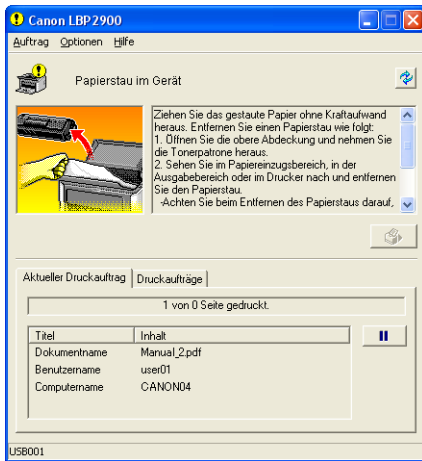 Canon LBP2900
Auftrag Optionen Hilfe
Papierstau im Gerät
Ziehen Sie das gestaute Papier ohne Kraftaufwand
heraus. Entfernen Sie einen Papierstau wie folgt:
1. Öffnen Sie die obere Abdeckung und nehmen Sie
die Tonerpatrone heraus.
2. Sehen Sie im Papiereinzugsbereich, in der
Ausgabebereich oder im Drucker nach und entfernen
Sie den Papierstau.
-Achten Sie beim Entfernen des Papierstaus darauf,
Aktueller Druckauftrag Druckaufträge
1 von 0 Seite gedruckt.
Titel Inhalt
Dokumentname Manual_2.pdf
Benutzername user01
Computername CANON04
USB001